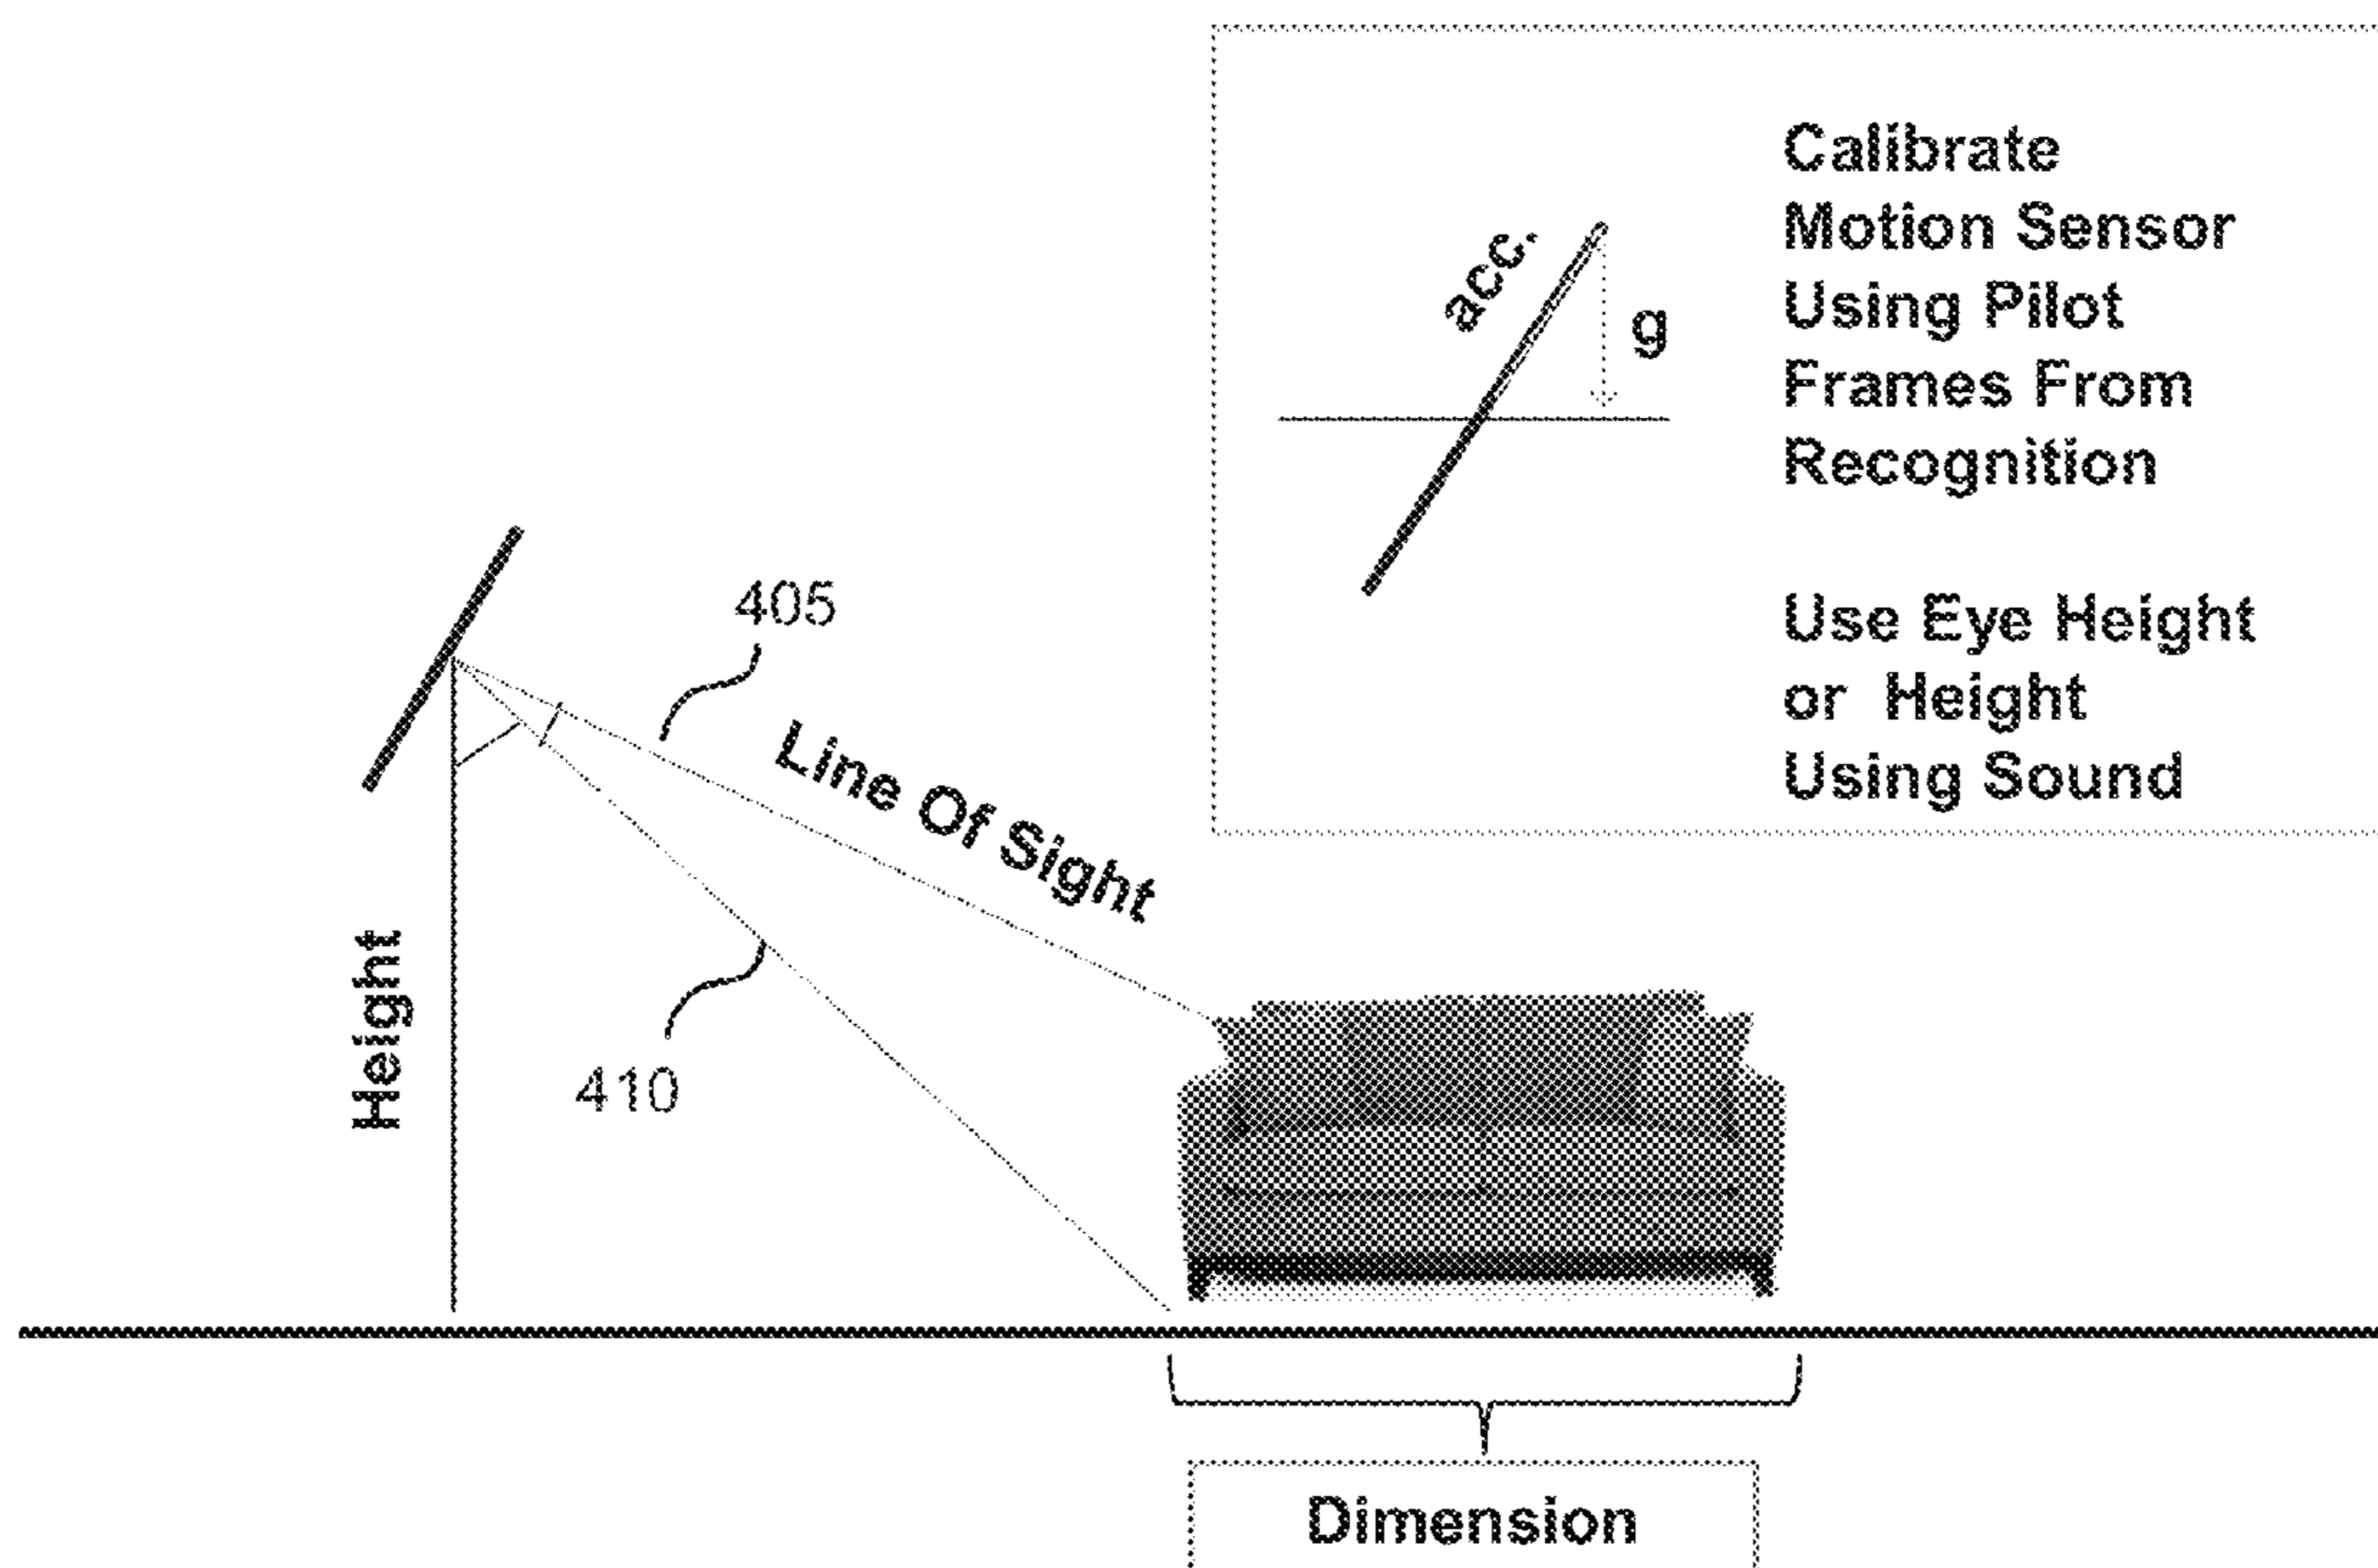 Calibrate
Motion Sensor
Using Pilot
Frames From
Recognition
Use Eye Height
or Height
Using Sound
acc.
g
405
Line Of Sight
Height
410
Dimension